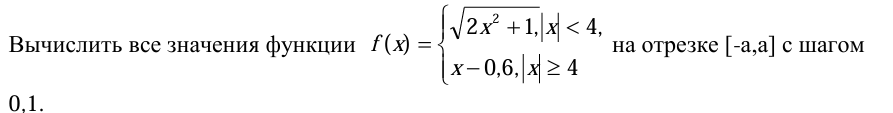 Вычислить все значения функции f(x) = { √(2x² + 1), |x| < 4, x − 0,6, |x| ≥ 4 на отрезке [-a,a] с шагом
0,1.